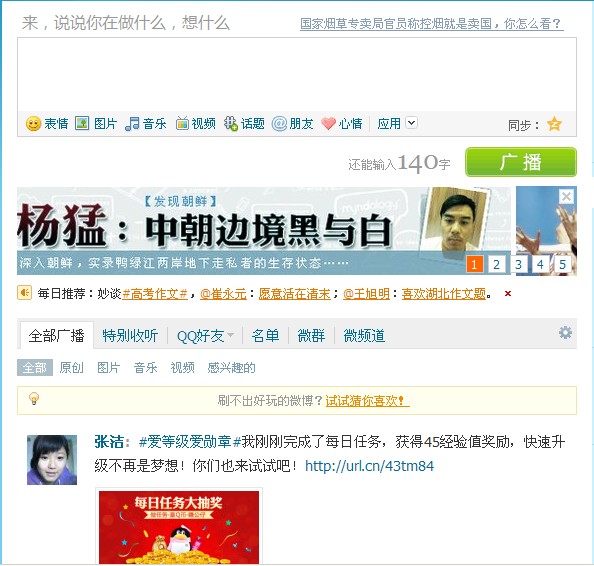 来，说说你在做什么，想什么
国家烟草专卖局官员称控烟就是卖国，你怎么看？
表情 图片 音乐 视频 话题 朋友 心情 应用 同步：
还能输入140字 广播
【发现朝鲜】
杨猛：中朝边境黑与白
深入朝鲜，实录鸭绿江两岸地下走私者的生存状态……
1 2 3 4 5
每日推荐：妙谈#高考作文#，@崔永元：愿意活在清末；@王旭明：喜欢湖北作文题。
全部广播 特别收听 QQ好友 名单 微群 微频道
全部 原创 图片 音乐 视频 感兴趣的
刷不出好玩的微博？试试猜你喜欢！
张洁：#爱等级爱勋章#我刚刚完成了每日任务，获得45经验值奖励，快速升
级不再是梦想！你们也来试试吧！http://url.cn/43tm84
每日任务大抽奖